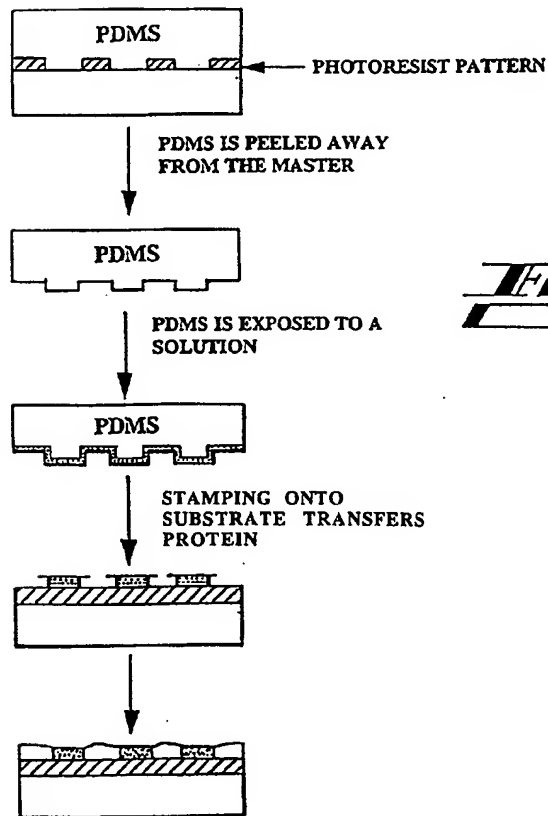 PDMS
PHOTORESIST PATTERN
PDMS IS PEELED AWAY
FROM THE MASTER
PDMS
PDMS IS EXPOSED TO A
SOLUTION
PDMS
STAMPING ONTO
SUBSTRATE TRANSFERS
PROTEIN